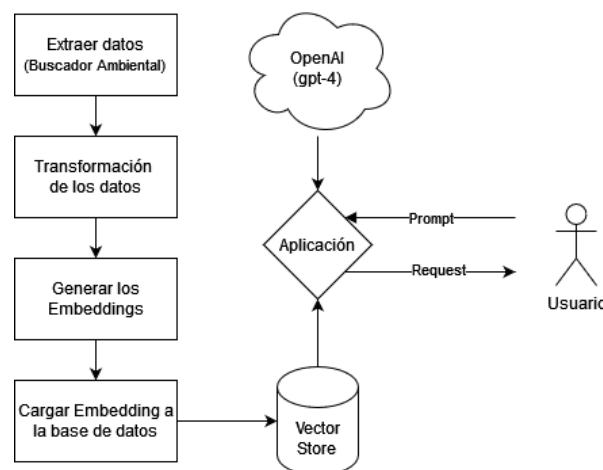 Extraer datos
(Buscador Ambiental)
Transformación
de los datos
Generar los
Embeddings
Cargar Embedding a
la base de datos
OpenAI
(gpt-4)
Aplicación
Prompt
Request
Usuario
Vector
Store